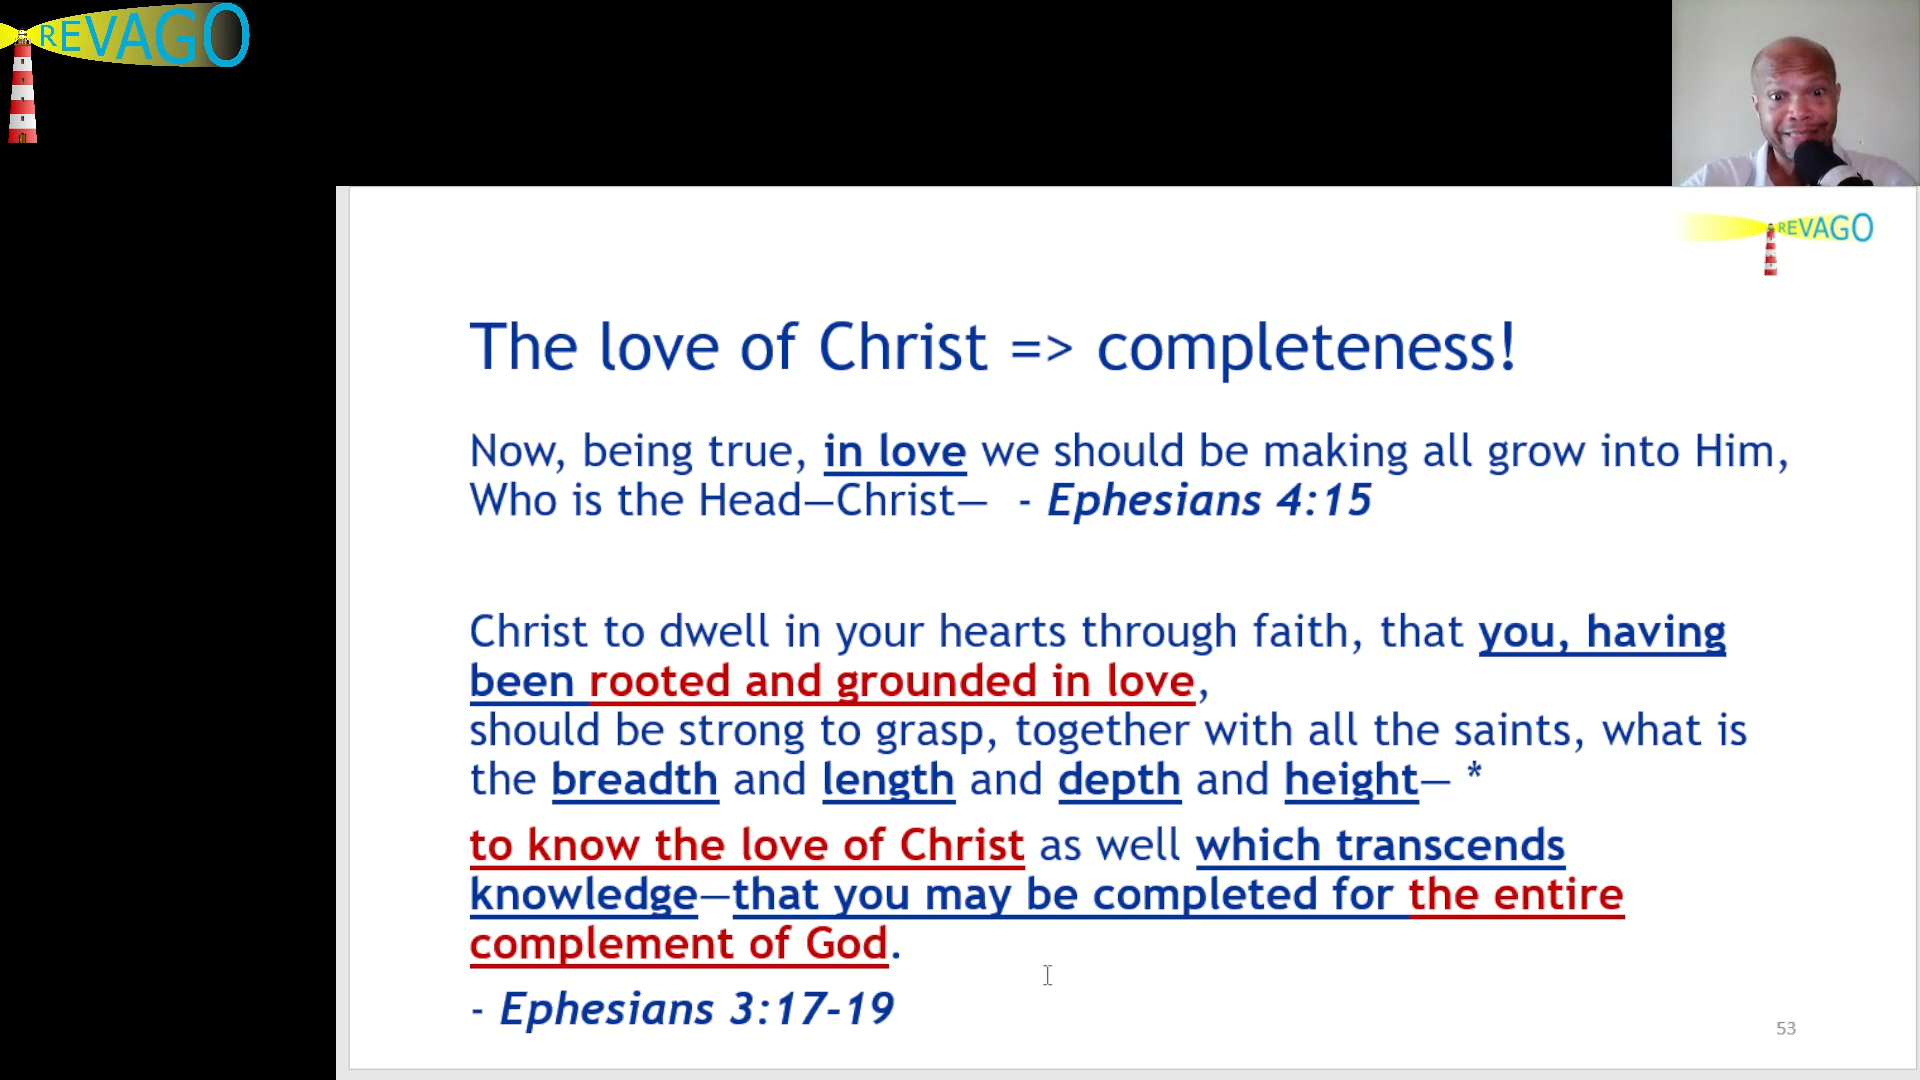 REVAGO
REVAGO
The love of Christ => completeness!
Now, being true, in love we should be making all grow into Him,
Who is the Head—Christ— - Ephesians 4:15
Christ to dwell in your hearts through faith, that you, having
been rooted and grounded in love,
should be strong to grasp, together with all the saints, what is
the breadth and length and depth and height— *
to know the love of Christ as well which transcends
knowledge—that you may be completed for the entire
complement of God.
- Ephesians 3:17-19
53